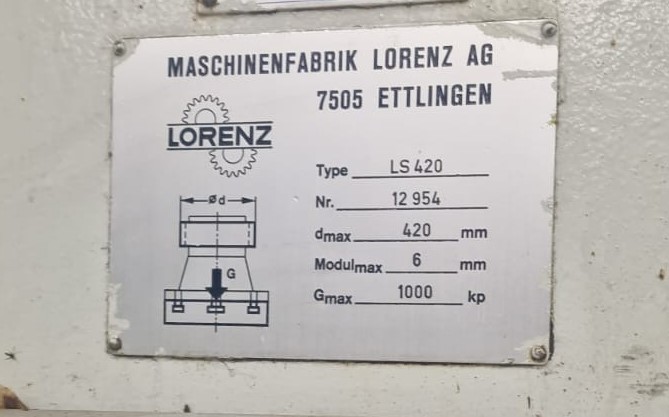 MASCHINENFABRIK LORENZ AG
7505 ETTLINGEN
LORENZ
Type LS 420
Nr. 12 954
dmax 420 mm
Modulmax 6 mm
Gmax 1000 kp
Ød
G